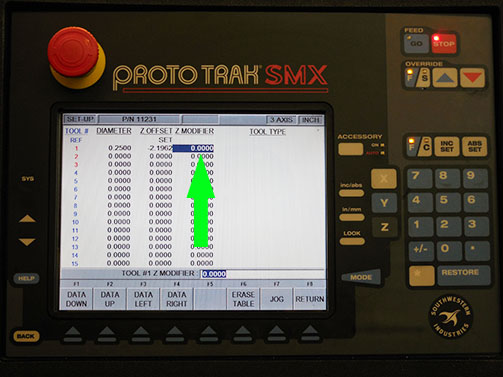 FEED
GO STOP
OVERRIDE
F % F S
PROTO TRAK® SMX
SET-UP P/N 11231 3 AXIS INCH
TOOL # DIAMETER Z OFFSET Z MODIFIER TOOL TYPE
REF SET
1 0.2500 -2.1962 0.0000
2 0.0000 0.0000 0.0000
3 0.0000 0.0000 0.0000
4 0.0000 0.0000 0.0000
5 0.0000 0.0000 0.0000
6 0.0000 0.0000 0.0000
7 0.0000 0.0000 0.0000
8 0.0000 0.0000 0.0000
9 0.0000 0.0000 0.0000
10 0.0000 0.0000 0.0000
11 0.0000 0.0000 0.0000
12 0.0000 0.0000 0.0000
13 0.0000 0.0000 0.0000
14 0.0000 0.0000 0.0000
15 0.0000 0.0000 0.0000
TOOL #1 Z MODIFIER : 0.0000
F1 F2 F3 F4 F5 F6 F7 F8
DATA DOWN DATA UP DATA LEFT DATA RIGHT ERASE TABLE JOG RETURN
SYS
HELP
BACK
ACCESSORY
ON
AUTO
inc/abs
in/mm
LOCK
MODE
F C INC SET ABS SET
X 7 8 9
Y 4 5 6
Z 1 2 3
+/- 0 •
RESTORE
SOUTHWESTERN
INDUSTRIES